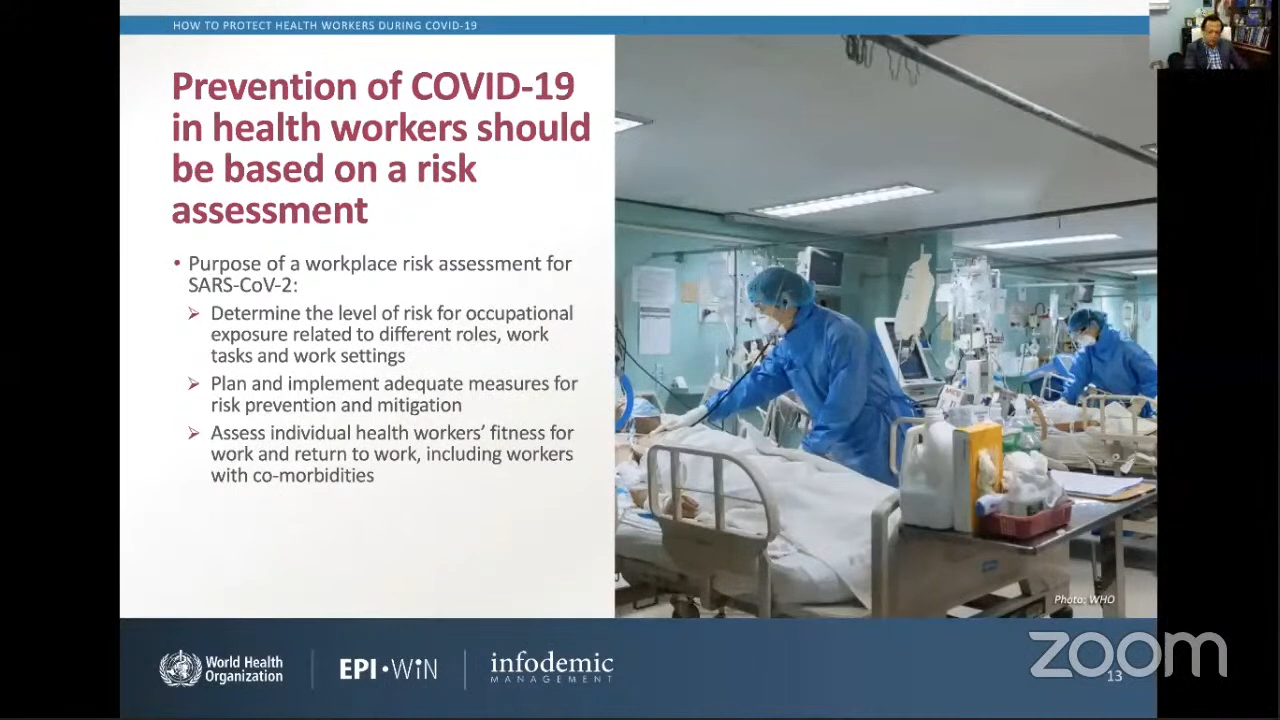 HOW TO PROTECT HEALTH WORKERS DURING COVID-19
Prevention of COVID-19
in health workers should
be based on a risk
assessment
• Purpose of a workplace risk assessment for
SARS-CoV-2:
➢ Determine the level of risk for occupational
exposure related to different roles, work
tasks and work settings
➢ Plan and implement adequate measures for
risk prevention and mitigation
➢ Assess individual health workers’ fitness for
work and return to work, including workers
with co-morbidities
Photo: WHO
World Health
Organization
EPI•WiN
infodemic
MANAGEMENT
zoom
13